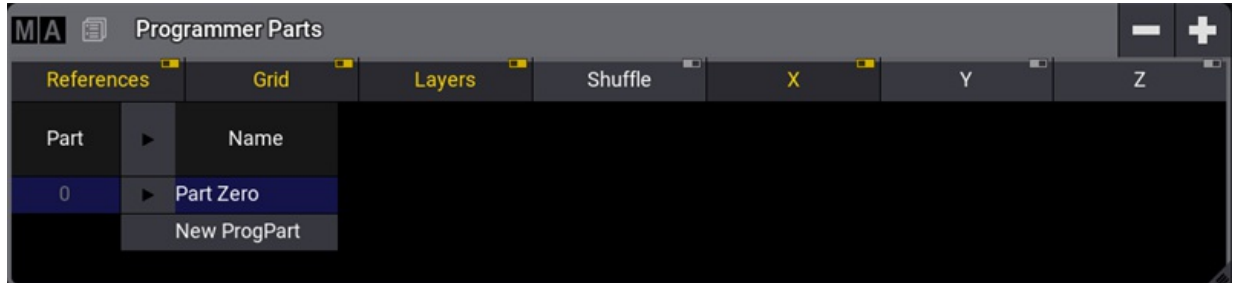 MA Programmer Parts
References Grid Layers Shuffle X Y Z
Part Name
0 Part Zero
New ProgPart